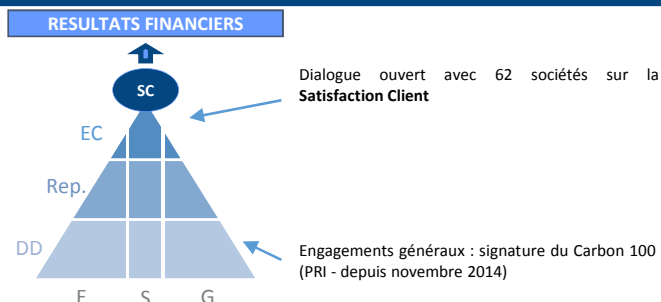 RESULTATS FINANCIERS
SC
Dialogue ouvert avec 62 sociétés sur la
Satisfaction Client
EC
Rep.
DD
Engagements généraux : signature du Carbon 100
(PRI - depuis novembre 2014)
E S G